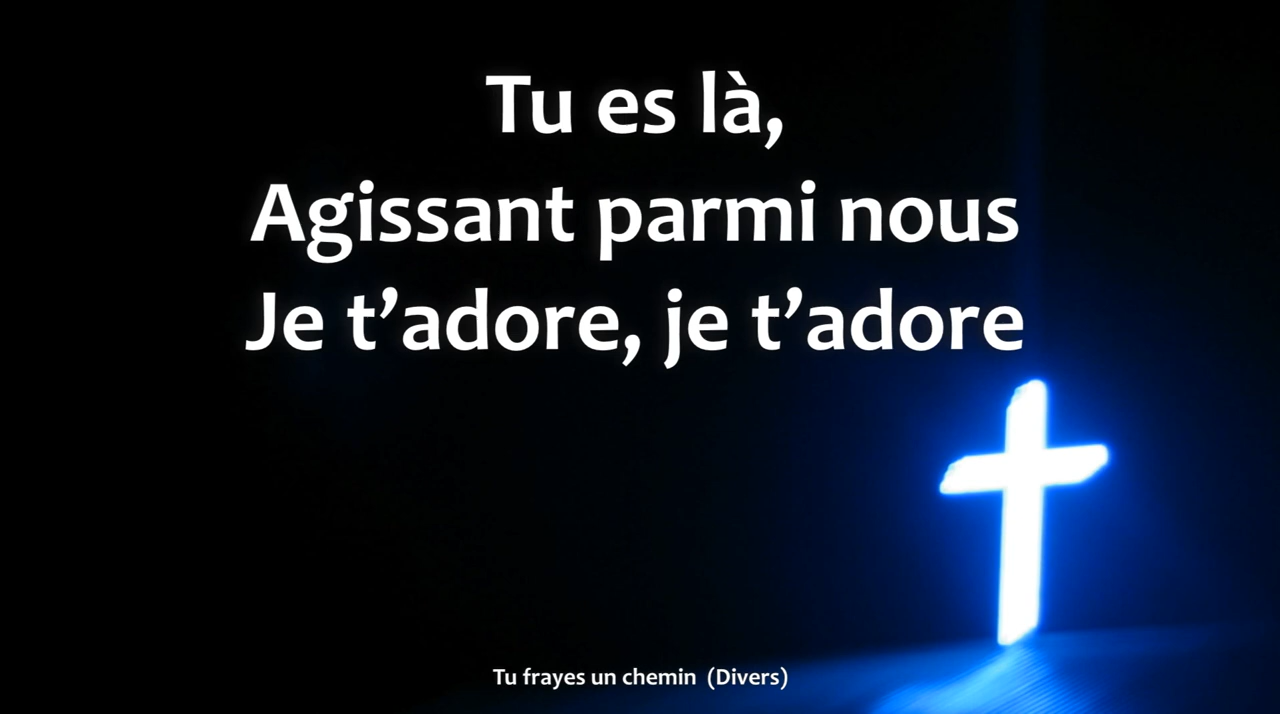 Tu es là,
Agissant parmi nous
Je t’adore, je t’adore
Tu frayes un chemin (Divers)